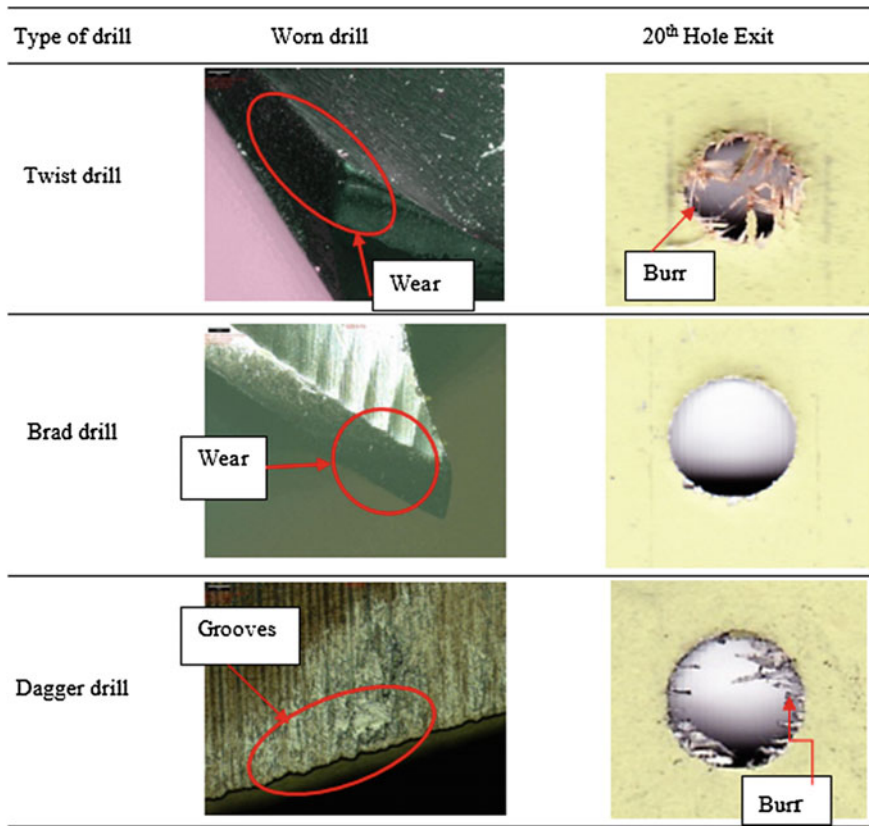 Type of drill Worn drill 20th Hole Exit
Twist drill
Wear
Burr
Brad drill
Wear
Dagger drill
Grooves
Burr